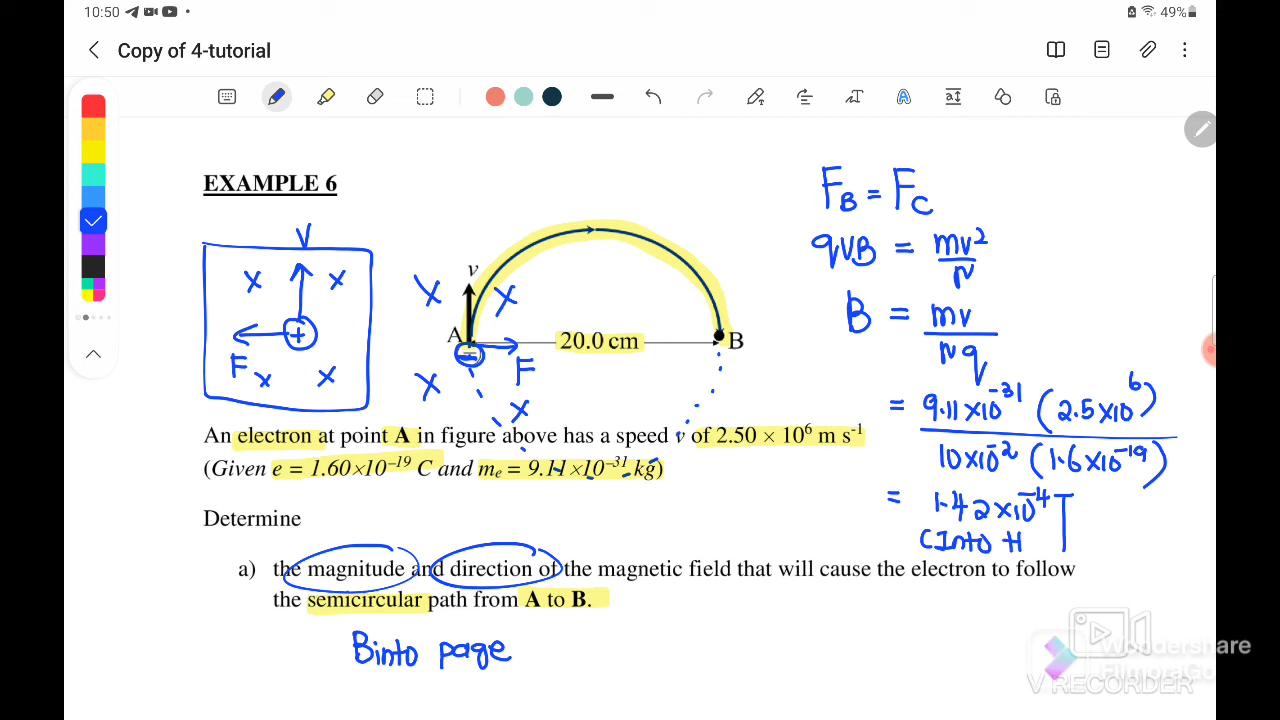 10:50
49%
Copy of 4-tutorial
EXAMPLE 6
V
X X
+
F
X X
v
X X
A 20.0 cm B
F
X X
An electron at point A in figure above has a speed v of 2.50 × 10⁶ m s⁻¹
(Given e = 1.60×10⁻¹⁹ C and mₑ = 9.11×10⁻³¹ kg)
Determine
a) the magnitude and direction of the magnetic field that will cause the electron to follow
the semicircular path from A to B.
B into page
F_B = F_C
qVB = mv²/r
B = mv/rq
= 9.11×10⁻³¹ (2.5×10⁶)
10×10⁻² (1.6×10⁻¹⁹)
= 1.42×10⁻⁴ T
Wondershare
FilmoraGo
V RECORDER